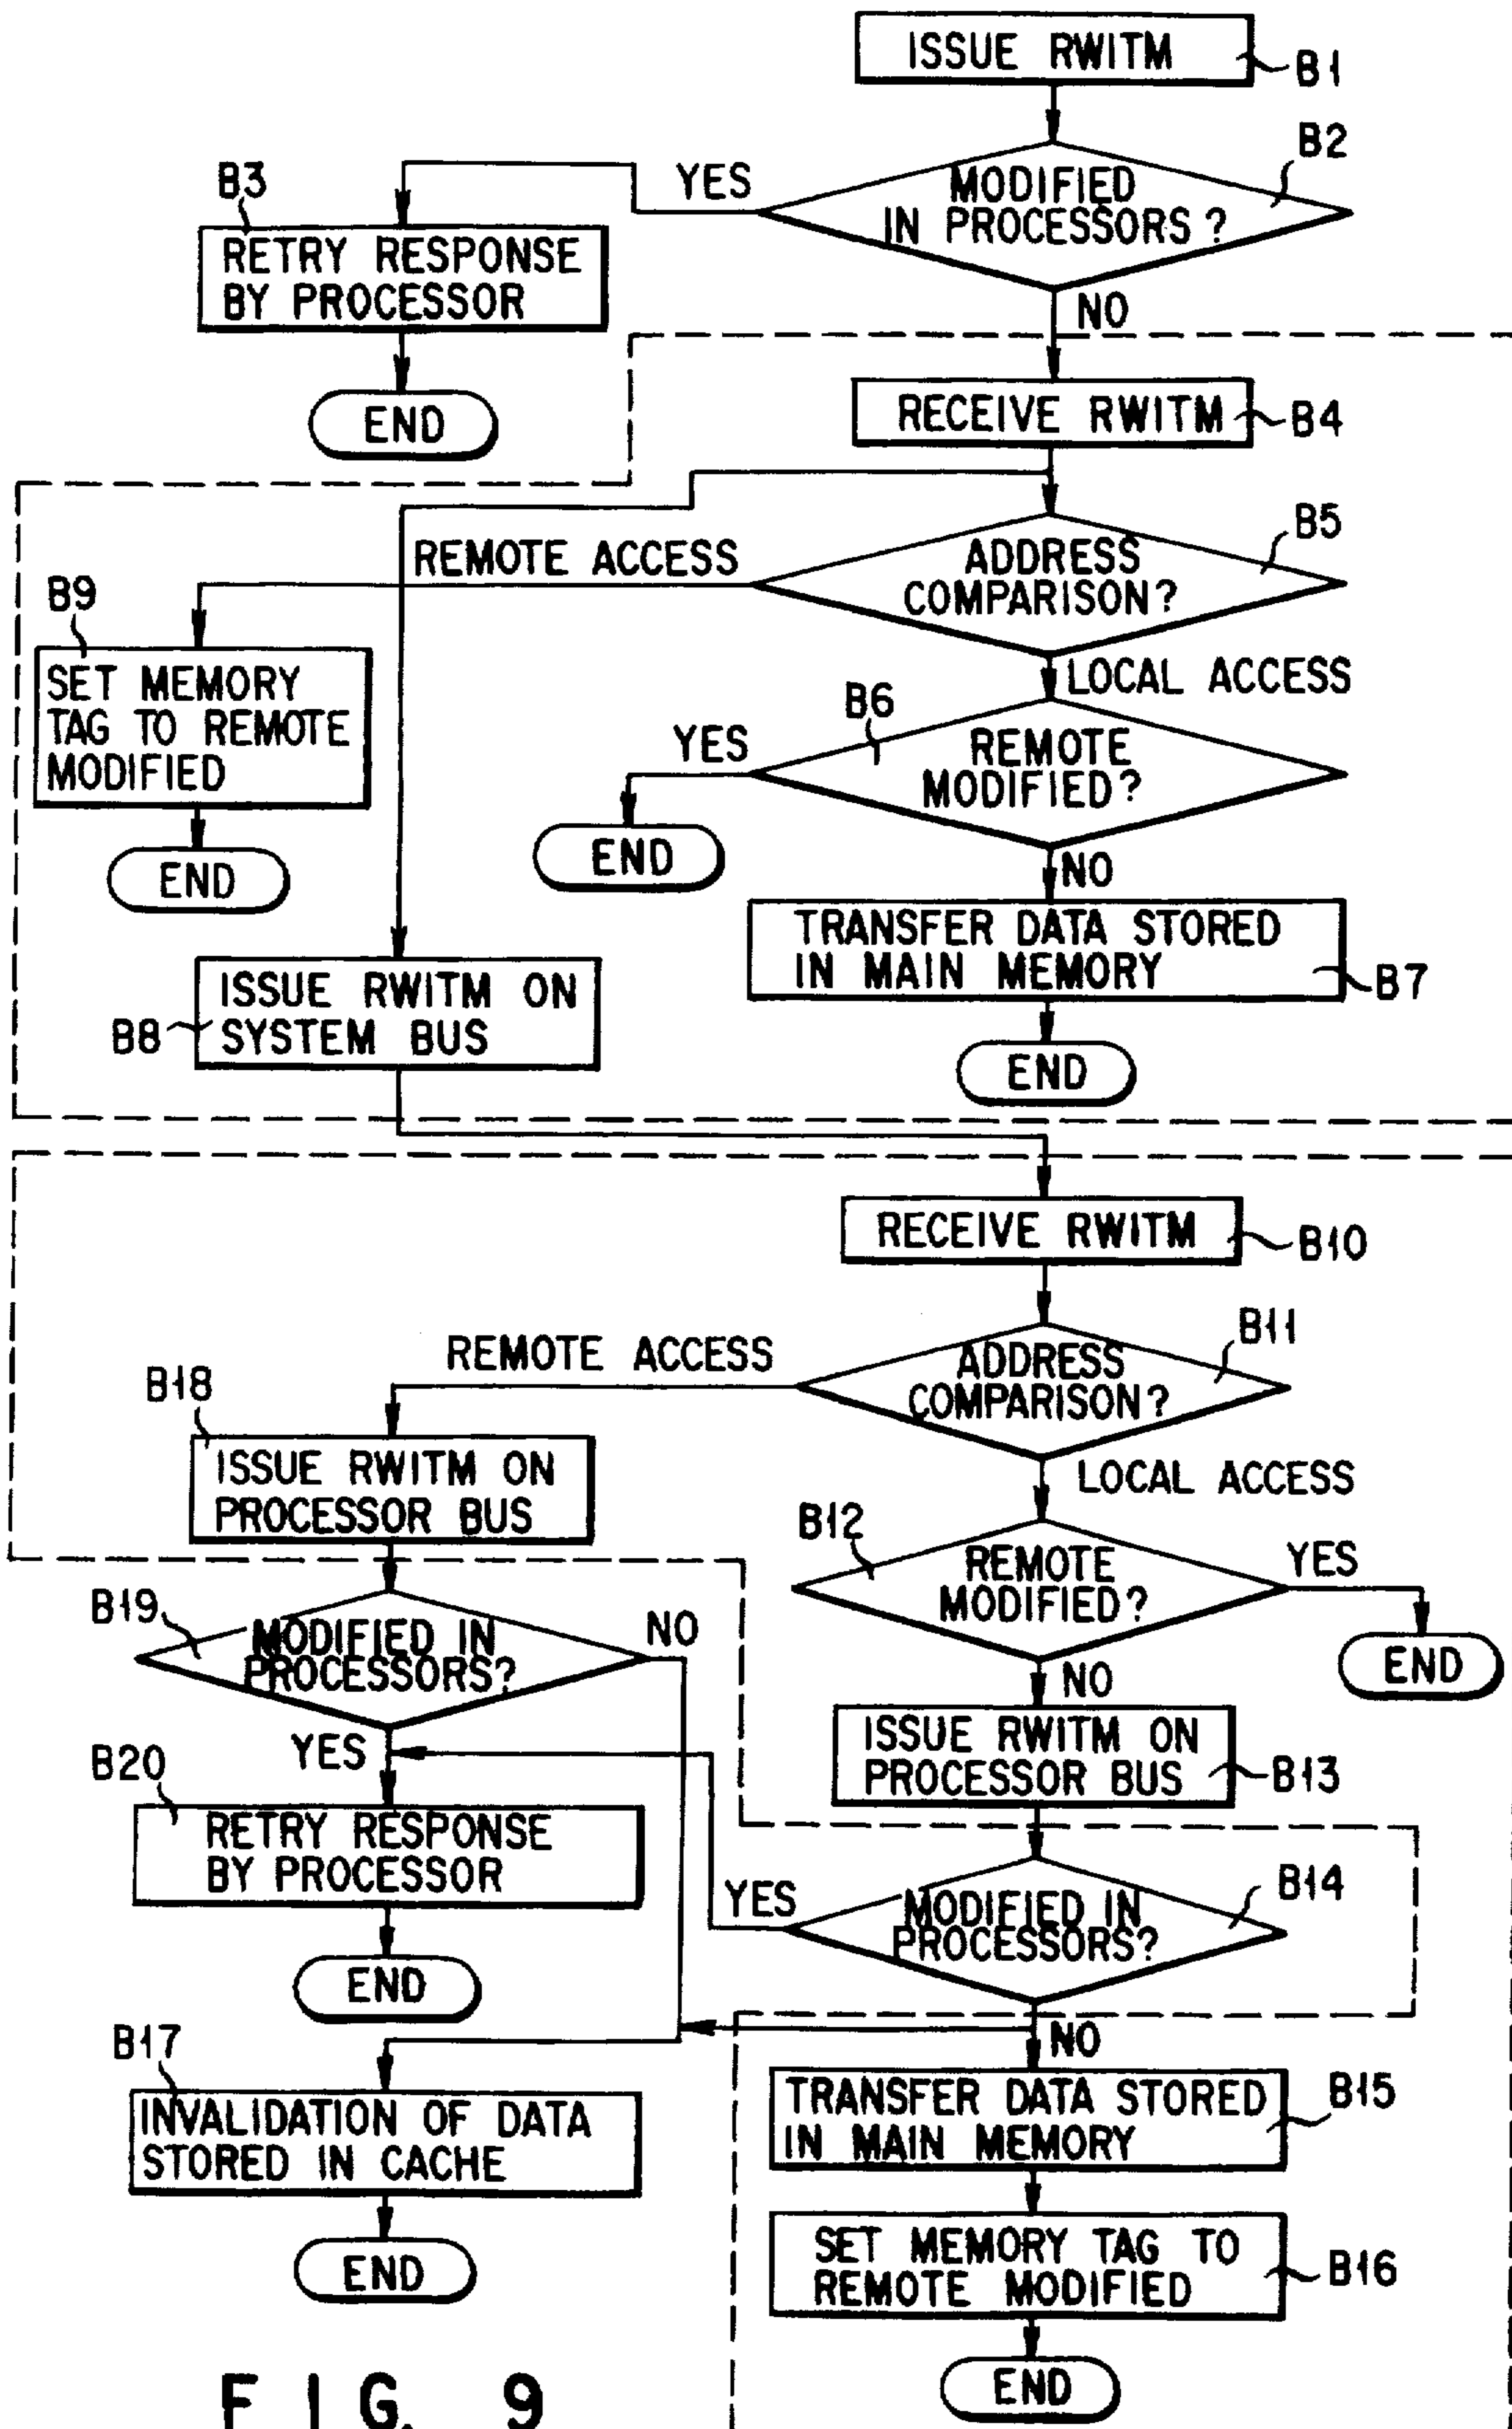 ISSUE RWITM
B1
B2
YES
MODIFIED
IN PROCESSORS?
B3
RETRY RESPONSE
BY PROCESSOR
NO
END
RECEIVE RWITM
B4
B5
REMOTE ACCESS
ADDRESS
COMPARISON?
B9
SET MEMORY
TAG TO REMOTE
MODIFIED
LOCAL ACCESS
B6
YES
REMOTE
MODIFIED?
END
END
NO
TRANSFER DATA STORED
IN MAIN MEMORY
B7
ISSUE RWITM ON
SYSTEM BUS
B8
END
RECEIVE RWITM
B10
B11
REMOTE ACCESS
ADDRESS
COMPARISON?
B18
ISSUE RWITM ON
PROCESSOR BUS
LOCAL ACCESS
B12
REMOTE
MODIFIED?
YES
END
B19
MODIFIED IN
PROCESSORS?
NO
NO
ISSUE RWITM ON
PROCESSOR BUS
B13
YES
B20
RETRY RESPONSE
BY PROCESSOR
YES
MODIFIED IN
PROCESSORS?
B14
END
NO
B17
INVALIDATION OF DATA
STORED IN CACHE
TRANSFER DATA STORED
IN MAIN MEMORY
B15
END
SET MEMORY TAG TO
REMOTE MODIFIED
B16
END
FIG. 9